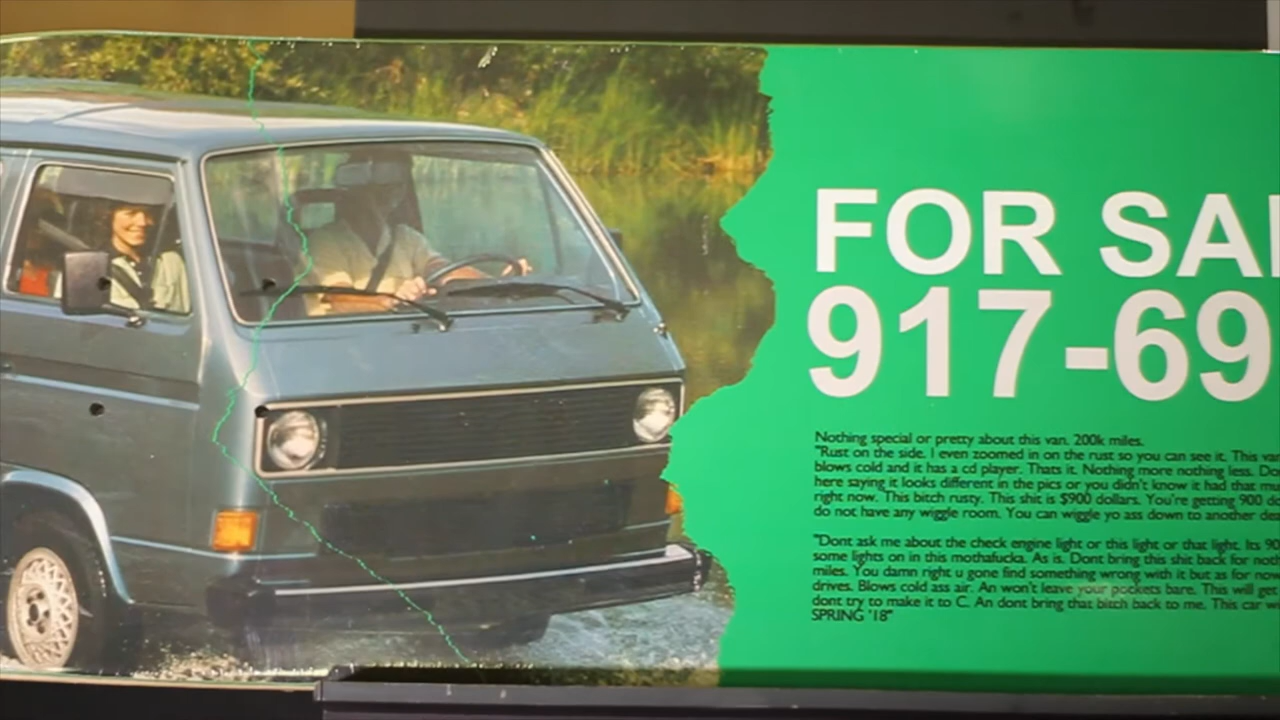 FOR SA
917-69
Nothing special or pretty about this van. 200k miles.
"Rust on the side. I even zoomed in on the rust so you can see it. This van
blows cold and it has a cd player. Thats it. Nothing more nothing less. Do
here saying it looks different in the pics or you didn't know it had that mu
right now. This bitch rusty. This shit is $900 dollars. You're getting 900 do
do not have any wiggle room. You can wiggle yo ass down to another de
"Dont ask me about the check engine light or this light or that light. Its 90
some lights on in this mothafucka. As is. Dont bring this shit back for noth
miles. You damn right u gone find something wrong with it but as for now
drives. Blows cold ass air. An won't leave your pockets bare. This will get
dont try to make it to C. An dont bring that bitch back to me. This car w
SPRING '18"